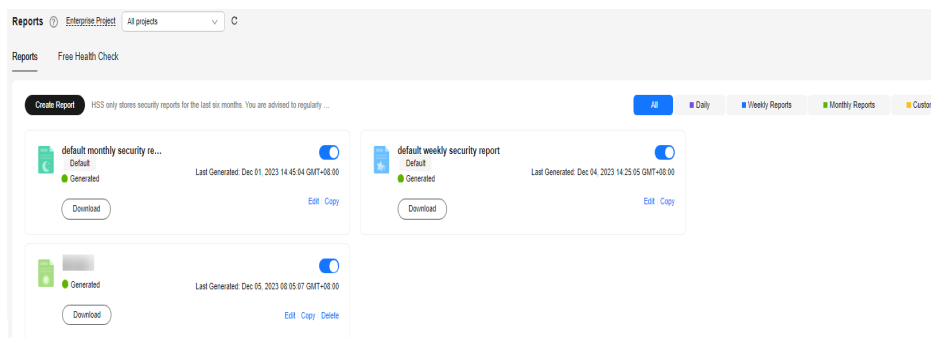 Reports ? Enterprise Project All projects
Reports Free Health Check
Create Report HSS only stores security reports for the last six months. You are advised to regularly ... All Daily Weekly Reports Monthly Reports Custom
default monthly security re... default weekly security report
Default Default
Generated Last Generated: Dec 01, 2023 14:45:04 GMT+08:00 Generated Last Generated: Dec 04, 2023 14:25:05 GMT+08:00
Download Edit Copy Download Edit Copy
Generated Last Generated: Dec 05, 2023 08:05:07 GMT+08:00
Download Edit Copy Delete